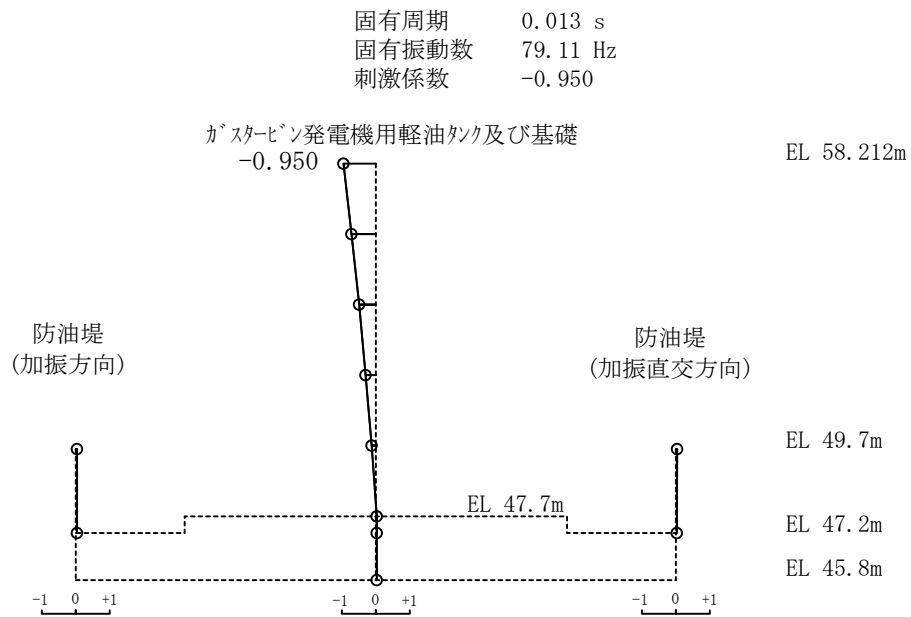 固有周期 0.013 s
固有振動数 79.11 Hz
刺激係数 -0.950
ｶﾞｽﾀｰﾋﾞﾝ発電機用軽油ﾀﾝｸ及び基礎
-0.950
EL 58.212m
防油堤
(加振方向)
防油堤
(加振直交方向)
EL 49.7m
EL 47.7m
EL 47.2m
EL 45.8m
-1 0 +1
-1 0 +1
-1 0 +1